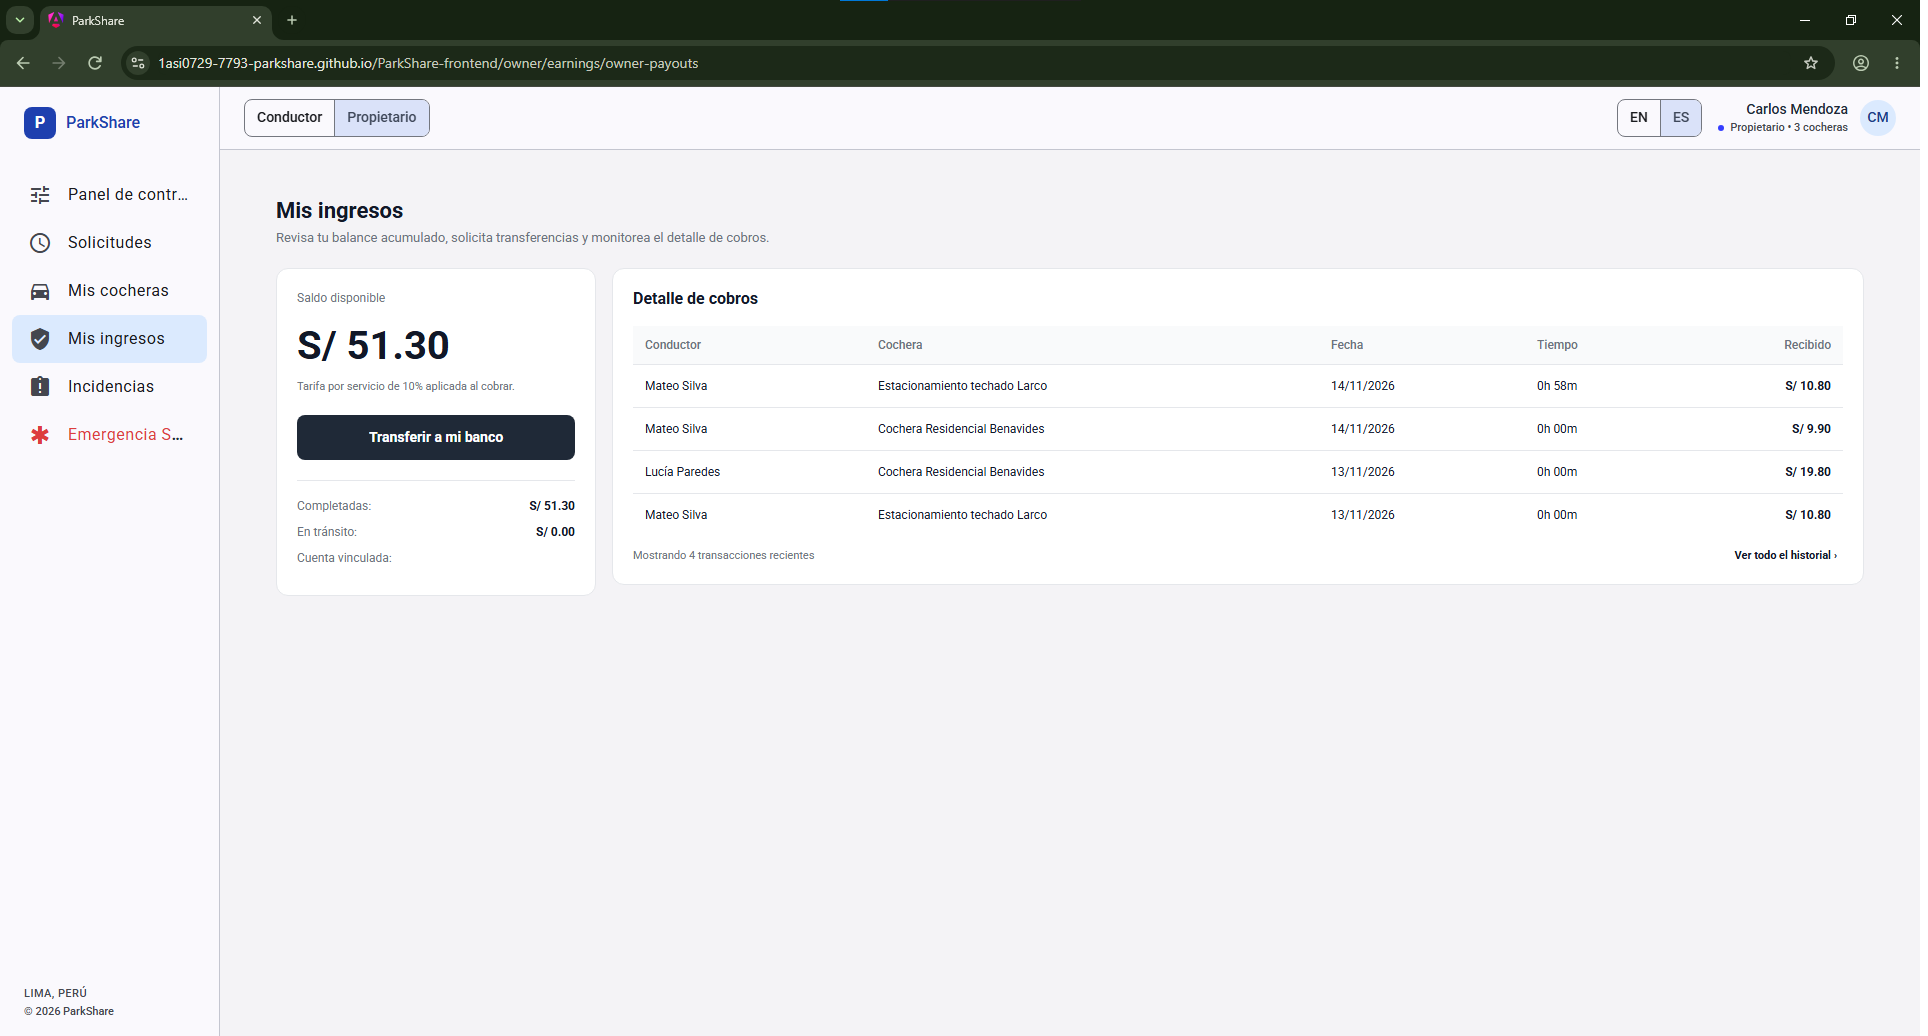 ParkShare
1asi0729-7793-parkshare.github.io/ParkShare-frontend/owner/earnings/owner-payouts
P ParkShare
Conductor Propietario
EN ES
Carlos Mendoza
Propietario • 3 cocheras
CM
Panel de contr...
Solicitudes
Mis cocheras
Mis ingresos
Incidencias
Emergencia S...
Mis ingresos
Revisa tu balance acumulado, solicita transferencias y monitorea el detalle de cobros.
Saldo disponible
S/ 51.30
Tarifa por servicio de 10% aplicada al cobrar.
Transferir a mi banco
Completadas: S/ 51.30
En tránsito: S/ 0.00
Cuenta vinculada:
Detalle de cobros
Conductor Cochera Fecha Tiempo Recibido
Mateo Silva Estacionamiento techado Larco 14/11/2026 0h 58m S/ 10.80
Mateo Silva Cochera Residencial Benavides 14/11/2026 0h 00m S/ 9.90
Lucía Paredes Cochera Residencial Benavides 13/11/2026 0h 00m S/ 19.80
Mateo Silva Estacionamiento techado Larco 13/11/2026 0h 00m S/ 10.80
Mostrando 4 transacciones recientes Ver todo el historial ›
LIMA, PERÚ
© 2026 ParkShare